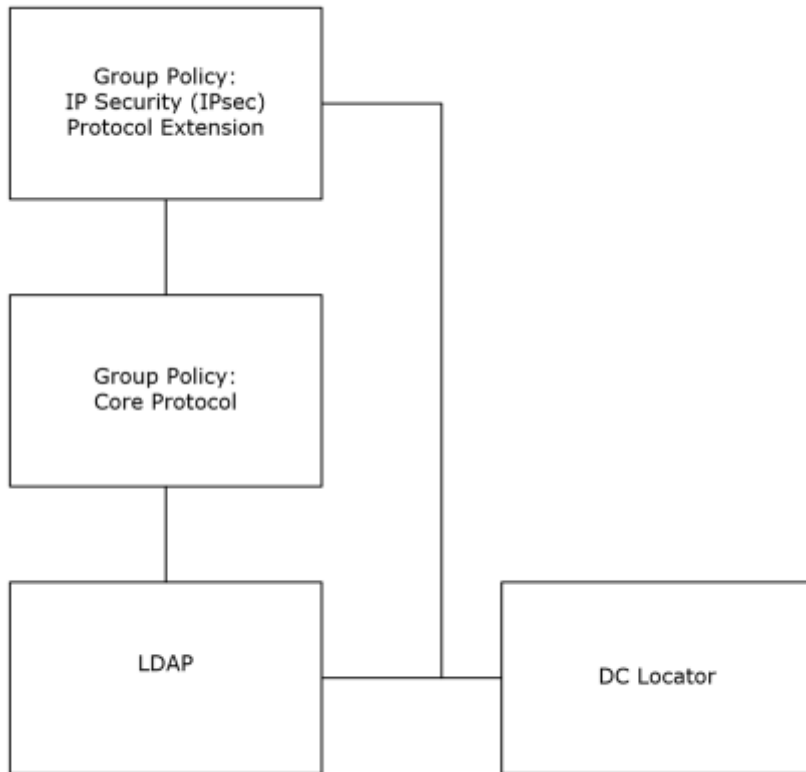 Group Policy:
IP Security (IPsec)
Protocol Extension
Group Policy:
Core Protocol
LDAP
DC Locator